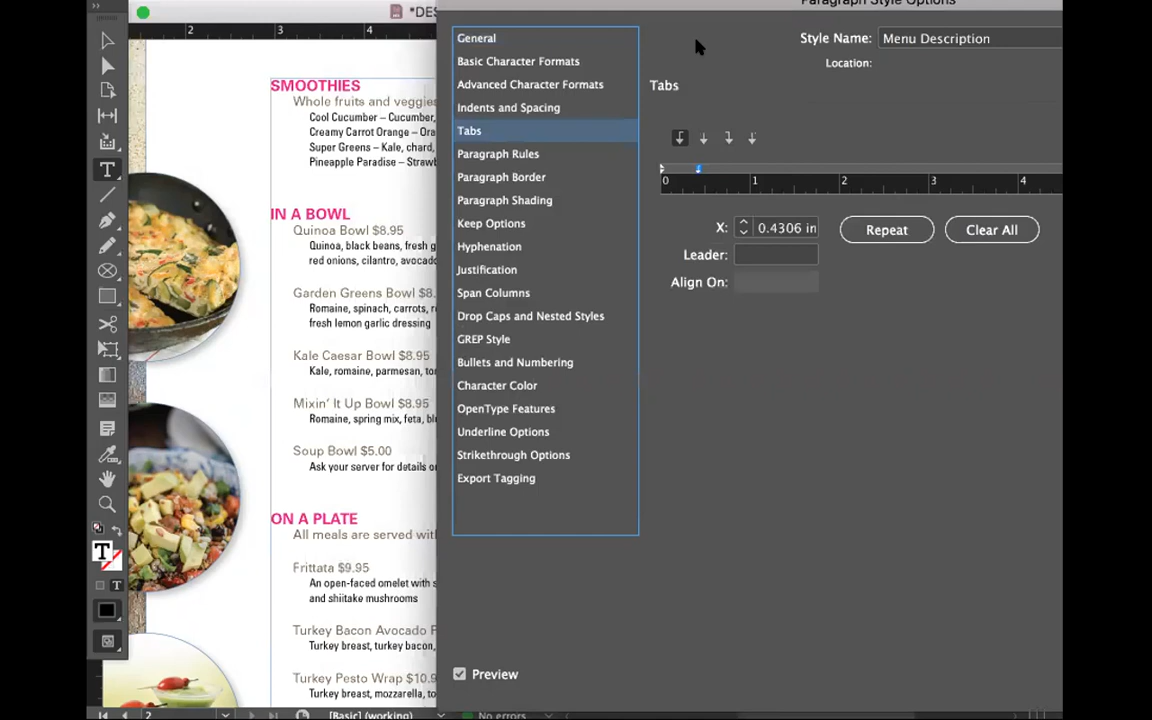 *DES
Paragraph Style Options
2
3
4
General
Basic Character Formats
Advanced Character Formats
Indents and Spacing
Tabs
Paragraph Rules
Paragraph Border
Paragraph Shading
Keep Options
Hyphenation
Justification
Span Columns
Drop Caps and Nested Styles
GREP Style
Bullets and Numbering
Character Color
OpenType Features
Underline Options
Strikethrough Options
Export Tagging
Style Name: Menu Description
Location:
Tabs
0 1 2 3 4
X: 0.4306 in
Repeat
Clear All
Leader:
Align On:
Preview
SMOOTHIES
Whole fruits and veggies
Cool Cucumber – Cucumber,
Creamy Carrot Orange – Ora
Super Greens – Kale, chard,
Pineapple Paradise – Strawb
IN A BOWL
Quinoa Bowl $8.95
Quinoa, black beans, fresh g
red onions, cilantro, avocado
Garden Greens Bowl $8.
Romaine, spinach, carrots, r
fresh lemon garlic dressing
Kale Caesar Bowl $8.95
Kale, romaine, parmesan, tor
Mixin’ It Up Bowl $8.95
Romaine, spring mix, feta, bl
Soup Bowl $5.00
Ask your server for details o
ON A PLATE
All meals are served with
Frittata $9.95
An open-faced omelet with s
and shiitake mushrooms
Turkey Bacon Avocado P
Turkey breast, turkey bacon,
Turkey Pesto Wrap $10.9
Turkey breast, mozzarella, to
2
[Basic] (working)
No errors